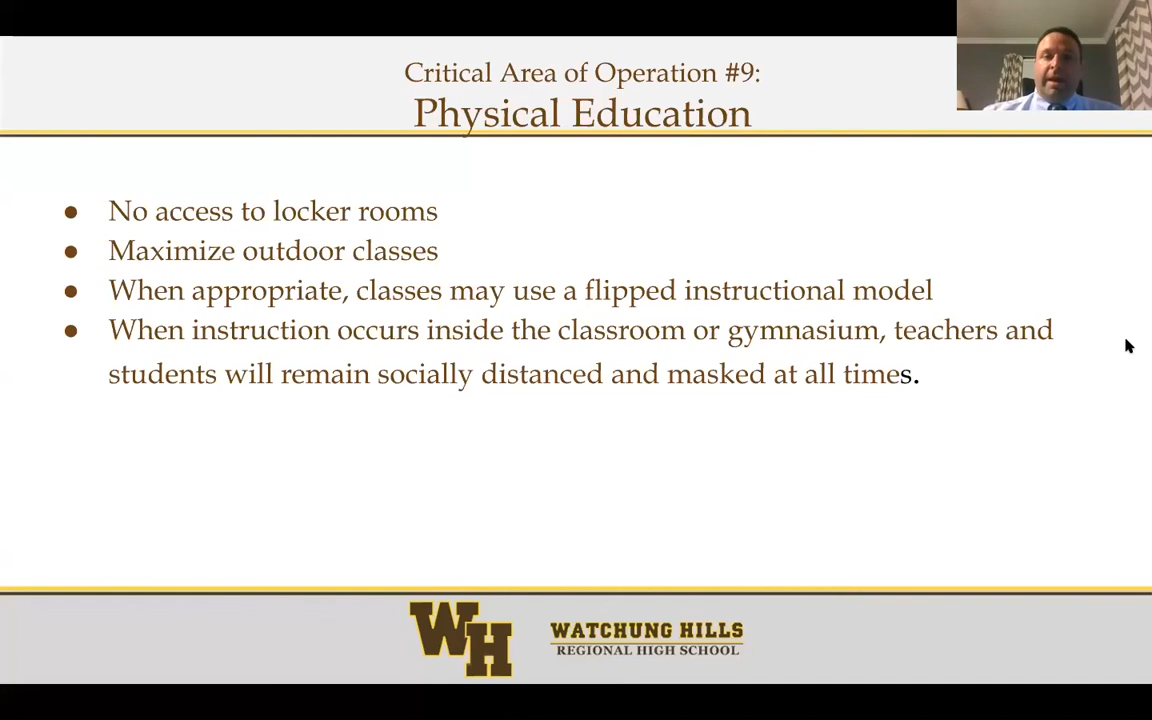 Critical Area of Operation #9:
Physical Education
● No access to locker rooms
● Maximize outdoor classes
● When appropriate, classes may use a flipped instructional model
● When instruction occurs inside the classroom or gymnasium, teachers and
students will remain socially distanced and masked at all times.
WH
WATCHUNG HILLS
REGIONAL HIGH SCHOOL